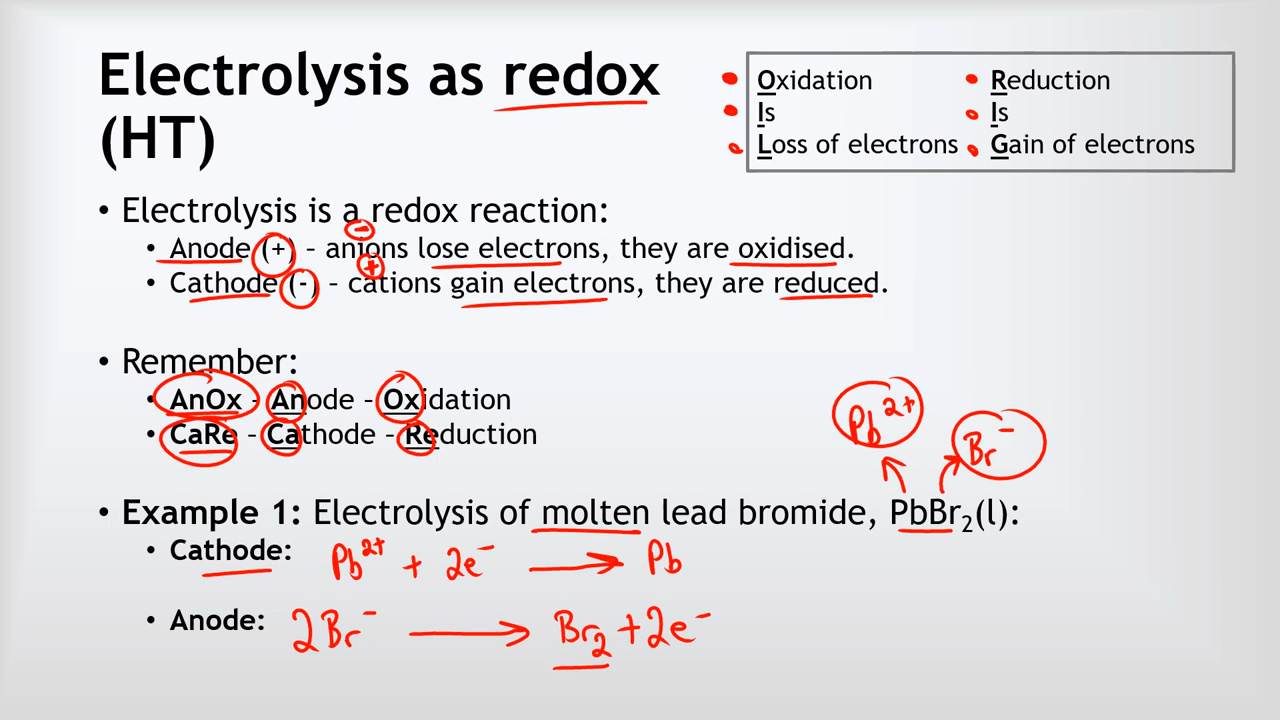 Electrolysis as redox
(HT)
Oxidation
Is
Loss of electrons
Reduction
Is
Gain of electrons
• Electrolysis is a redox reaction:
-
• Anode (+) – anions lose electrons, they are oxidised.
+
• Cathode (-) – cations gain electrons, they are reduced.
• Remember:
• AnOx – Anode – Oxidation
• CaRe – Cathode – Reduction
Pb²⁺
Br⁻
• Example 1: Electrolysis of molten lead bromide, PbBr₂(l):
• Cathode: Pb²⁺ + 2e⁻ → Pb
• Anode: 2Br⁻ → Br₂ + 2e⁻